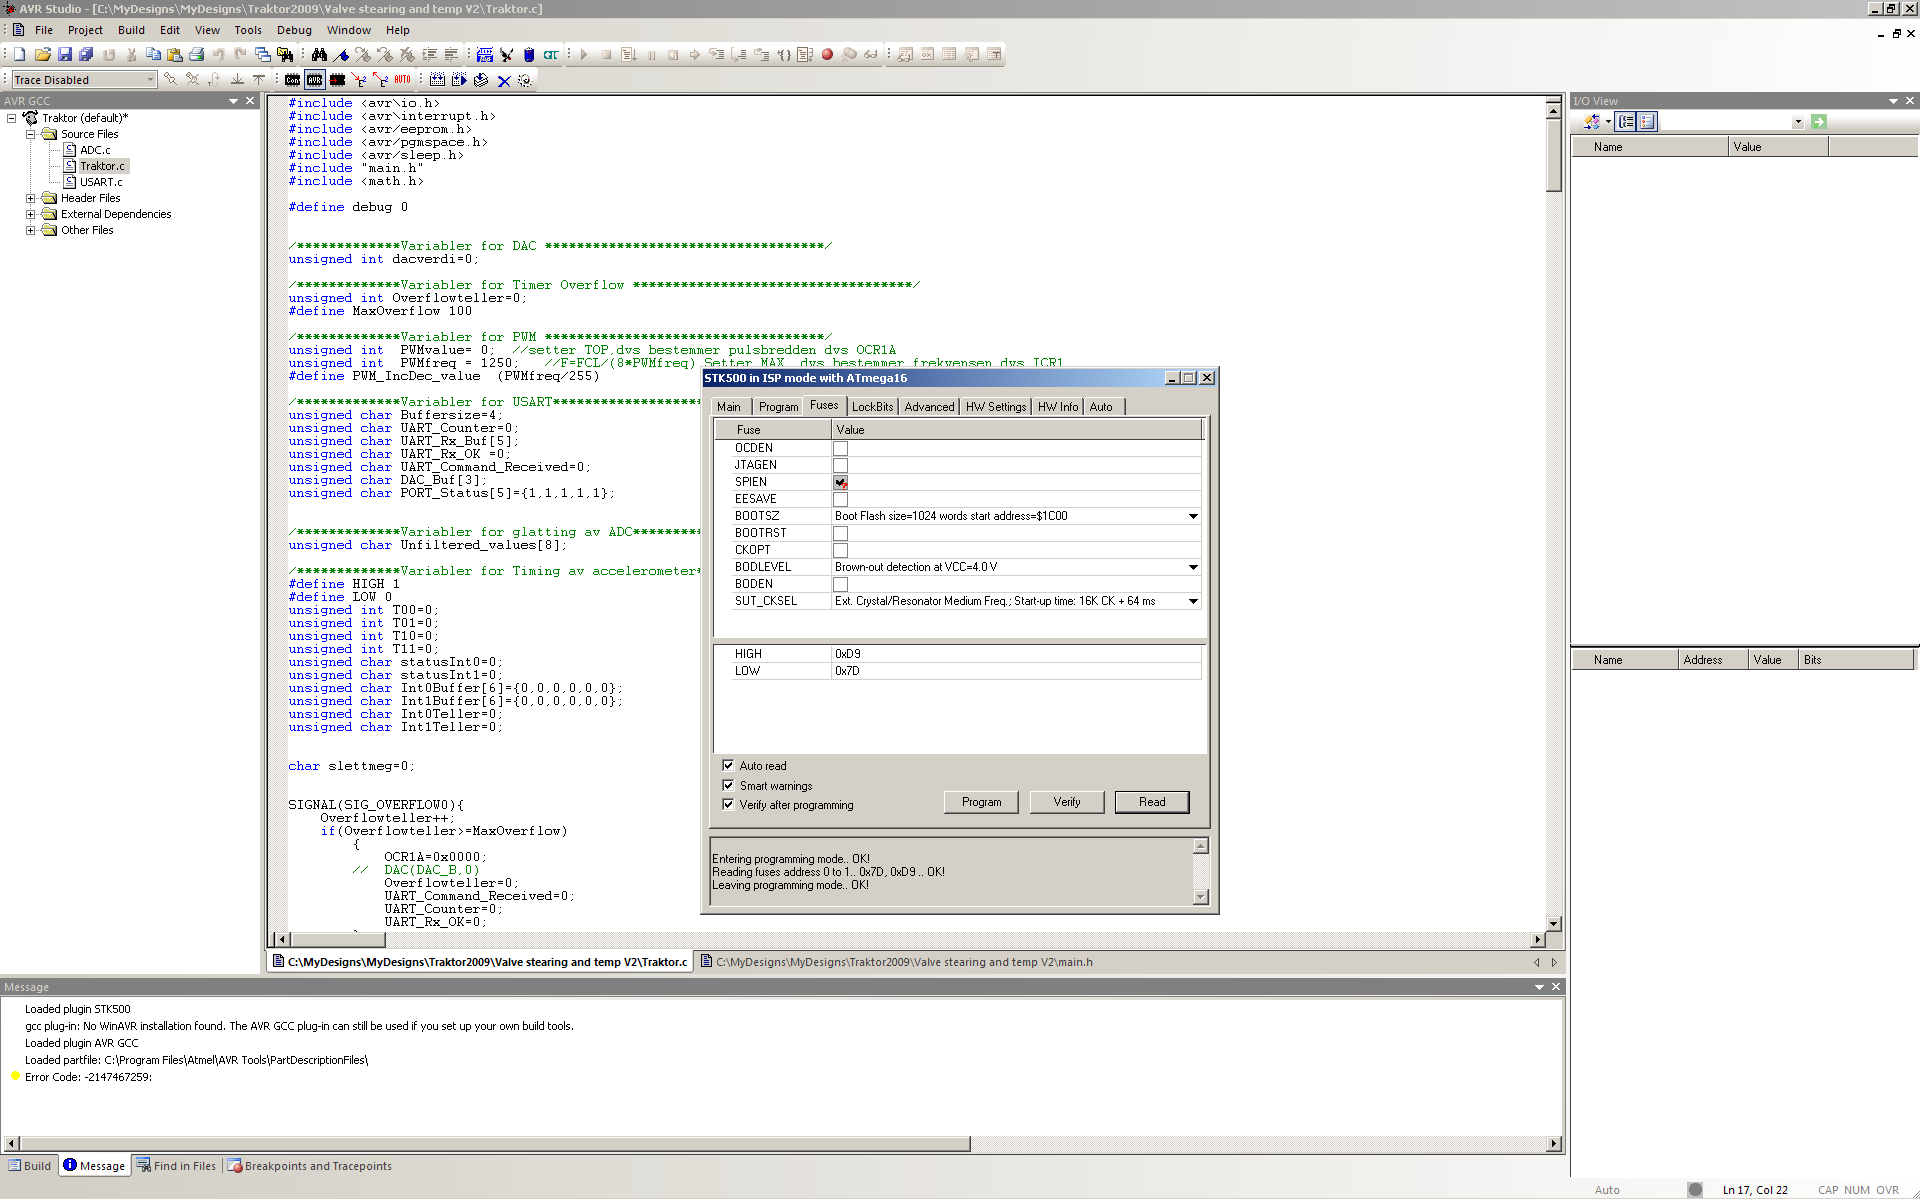 AVR Studio - [C:\MyDesigns\MyDesigns\Traktor2009\Valve stearing and temp V2\Traktor.c]
File Project Build Edit View Tools Debug Window Help
Trace Disabled
AVR GCC
Traktor (default)*
Source Files
ADC.c
Traktor.c
USART.c
Header Files
External Dependencies
Other Files
#include <avr\io.h>
#include <avr\interrupt.h>
#include <avr/eeprom.h>
#include <avr/pgmspace.h>
#include <avr/sleep.h>
#include "main.h"
#include <math.h>
#define debug 0
/*************Variabler for DAC ***********************************/
unsigned int dacverdi=0;
/*************Variabler for Timer Overflow ***********************************/
unsigned int Overflowteller=0;
#define MaxOverflow 100
/*************Variabler for PWM ***********************************/
unsigned int  PWMvalue= 0;  //setter TOP,dvs bestemmer pulsbredden dvs OCR1A
unsigned int  PWMfreq = 1250;   //F=FCL/(8*PWMfreq) Setter MAX, dvs bestemmer frekvensen dvs ICR1
#define PWM_IncDec_value  (PWMfreq/255)
/*************Variabler for USART*******************
unsigned char Buffersize=4;
unsigned char UART_Counter=0;
unsigned char UART_Rx_Buf[5];
unsigned char UART_Rx_OK =0;
unsigned char UART_Command_Received=0;
unsigned char DAC_Buf[3];
unsigned char PORT_Status[5]={1,1,1,1,1};
/*************Variabler for glatting av ADC*********
unsigned char Unfiltered_values[8];
/*************Variabler for Timing av accelerometer*
#define HIGH 1
#define LOW 0
unsigned int T00=0;
unsigned int T01=0;
unsigned int T10=0;
unsigned int T11=0;
unsigned char statusInt0=0;
unsigned char statusInt1=0;
unsigned char Int0Buffer[6]={0,0,0,0,0,0};
unsigned char Int1Buffer[6]={0,0,0,0,0,0};
unsigned char Int0Teller=0;
unsigned char Int1Teller=0;
char slettmeg=0;
SIGNAL(SIG_OVERFLOW0){
Overflowteller++;
if(Overflowteller>=MaxOverflow)
{
OCR1A=0x0000;
//  DAC(DAC_B,0)
Overflowteller=0;
UART_Command_Received=0;
UART_Counter=0;
UART_Rx_OK=0;
C:\MyDesigns\MyDesigns\Traktor2009\Valve stearing and temp V2\Traktor.c
C:\MyDesigns\MyDesigns\Traktor2009\Valve stearing and temp V2\main.h
STK500 in ISP mode with ATmega16
Main Program Fuses LockBits Advanced HW Settings HW Info Auto
Fuse Value
OCDEN
JTAGEN
SPIEN
EESAVE
BOOTSZ Boot Flash size=1024 words start address=$1C00
BOOTRST
CKOPT
BODLEVEL Brown-out detection at VCC=4.0 V
BODEN
SUT_CKSEL Ext. Crystal/Resonator Medium Freq.; Start-up time: 16K CK + 64 ms
HIGH 0xD9
LOW 0x7D
Auto read
Smart warnings
Verify after programming
Program Verify Read
Entering programming mode.. OK!
Reading fuses address 0 to 1.. 0x7D, 0xD9 .. OK!
Leaving programming mode.. OK!
I/O View
Name Value
Name Address Value Bits
Message
Loaded plugin STK500
gcc plug-in: No WinAVR installation found. The AVR GCC plug-in can still be used if you set up your own build tools.
Loaded plugin AVR GCC
Loaded partfile: C:\Program Files\Atmel\AVR Tools\PartDescriptionFiles\
Error Code: -2147467259:
Build Message Find in Files Breakpoints and Tracepoints
Auto Ln 17, Col 22 CAP NUM OVR